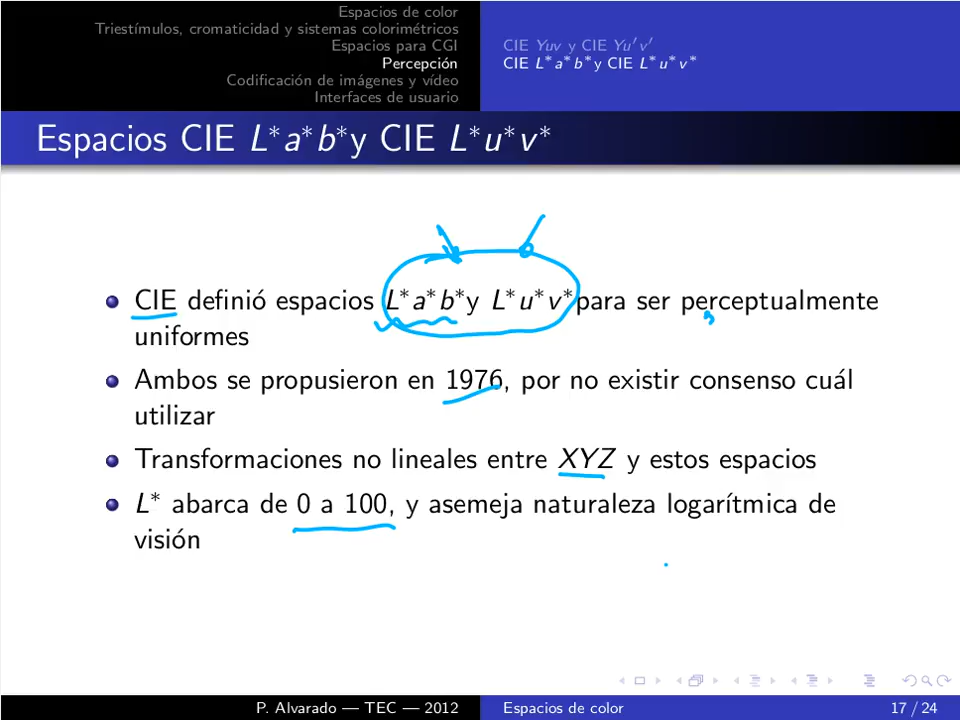 Espacios de color
Triestímulos, cromaticidad y sistemas colorimétricos
Espacios para CGI
Percepción
Codificación de imágenes y vídeo
Interfaces de usuario
CIE Yuv y CIE Yu′v′
CIE L*a*b*y CIE L*u*v*
Espacios CIE L*a*b*y CIE L*u*v*
CIE definió espacios L*a*b*y L*u*v*para ser perceptualmente
uniformes
Ambos se propusieron en 1976, por no existir consenso cuál
utilizar
Transformaciones no lineales entre XYZ y estos espacios
L* abarca de 0 a 100, y asemeja naturaleza logarítmica de
visión
P. Alvarado — TEC — 2012
Espacios de color
17 / 24